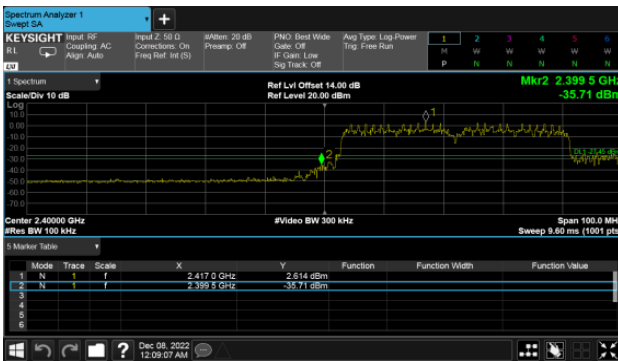 Spectrum Analyzer 1
Swept SA
+
KEYSIGHT Input: RF Input Z: 50 Ω #Atten: 20 dB PNO: Best Wide Avg Type: Log-Power 1 2 3 4 5 6
RL Coupling: AC Corrections: On Preamp: Off Gate: Off Trig: Free Run M W W W W W
Align: Auto Freq Ref: Int (S) IF Gain: Low
LXI Sig Track: Off P N N N N N
1 Spectrum Ref Lvl Offset 14.00 dB Mkr2 2.399 5 GHz
Scale/Div 10 dB Ref Level 20.00 dBm -35.71 dBm
Log
10.0
0.00
-10.0
-20.0
-30.0
-40.0
-50.0
-60.0
-70.0
1
2
Center 2.40000 GHz #Video BW 300 kHz Span 100.0 MH
#Res BW 100 kHz Sweep 9.60 ms (1001 pts
5 Marker Table
Mode Trace Scale X Y Function Function Width Function Value
1 N 1 f 2.417 0 GHz 2.614 dBm
2 N 1 f 2.399 5 GHz -35.71 dBm
3
4
5
6
? Dec 08, 2022
12:09:07 AM